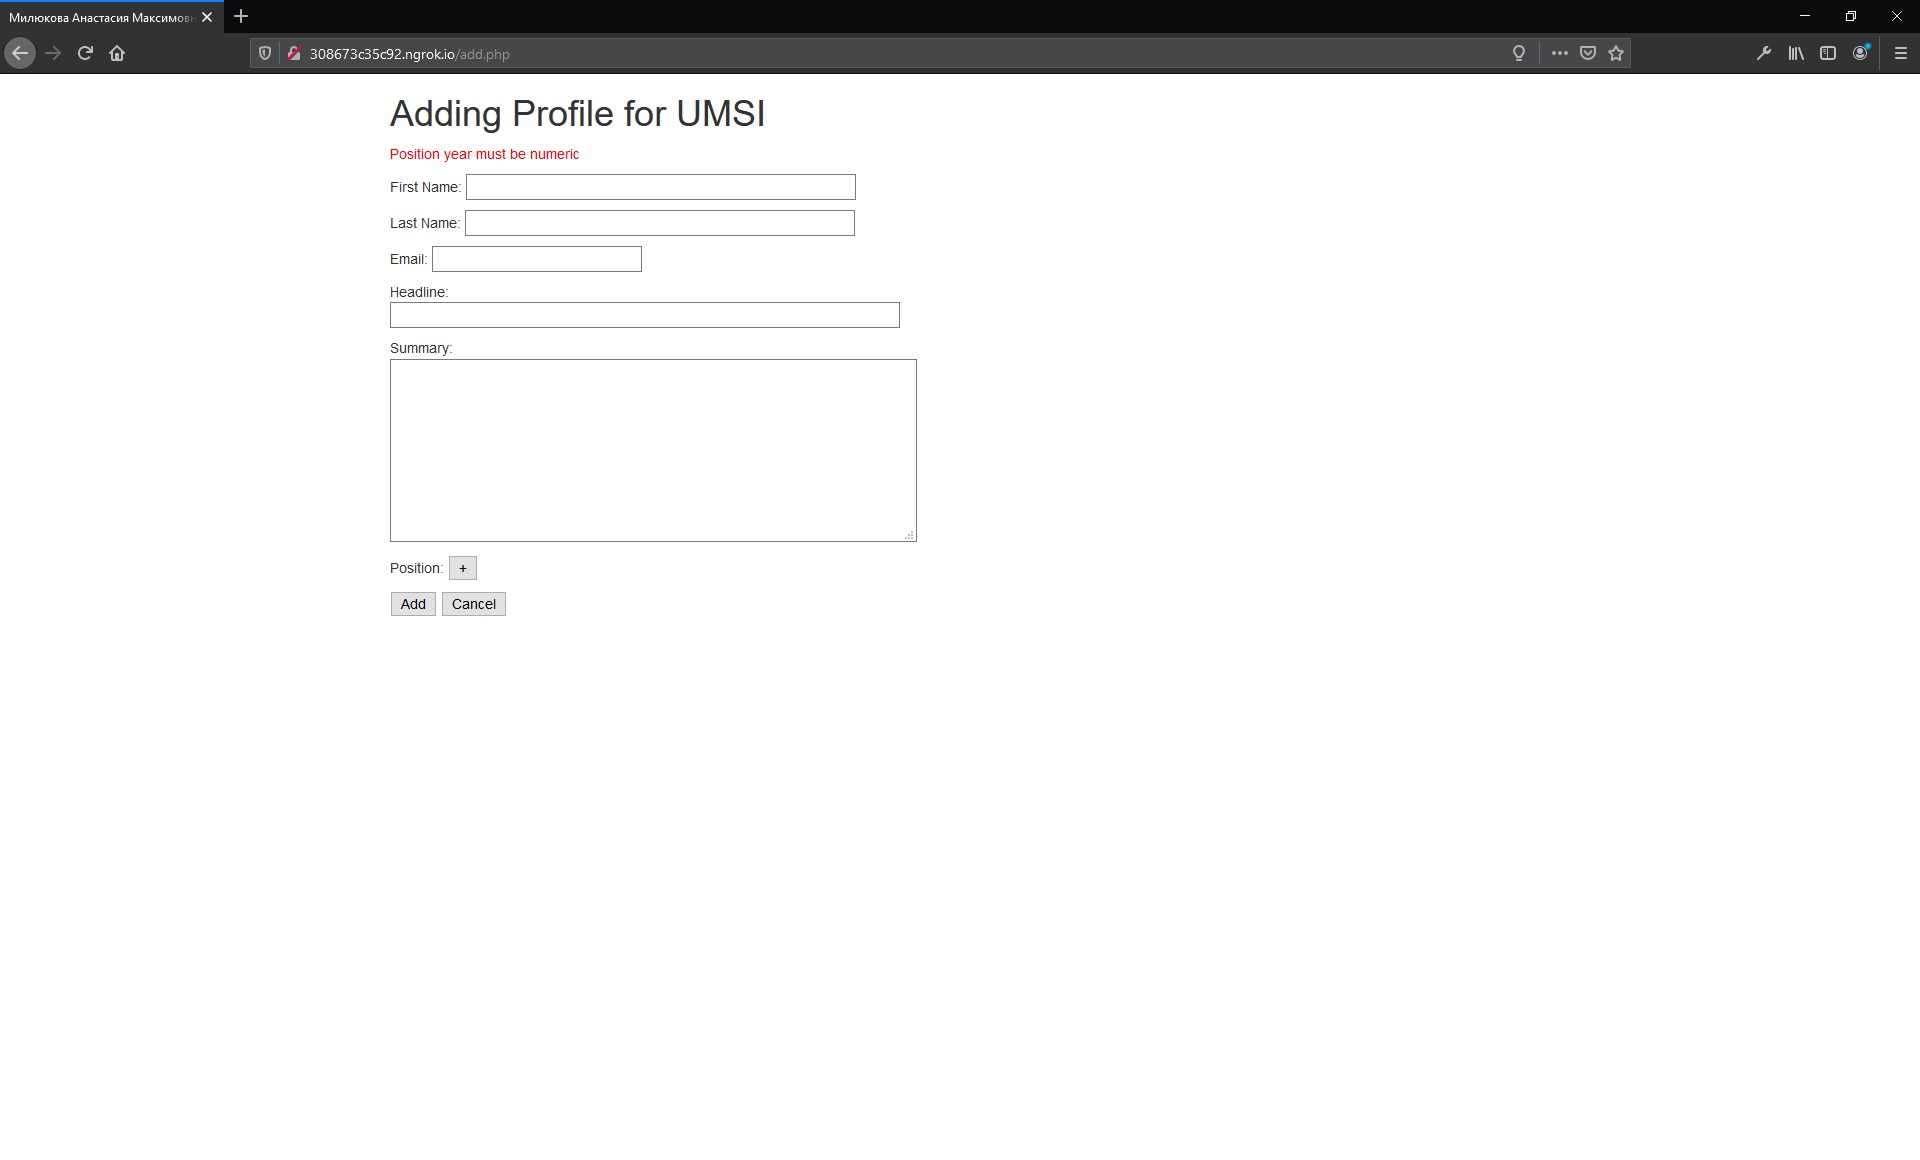 Милюкова Анастасия Максимовн
308673c35c92.ngrok.io/add.php
Adding Profile for UMSI
Position year must be numeric
First Name:
Last Name:
Email:
Headline:
Summary:
Position: +
Add Cancel